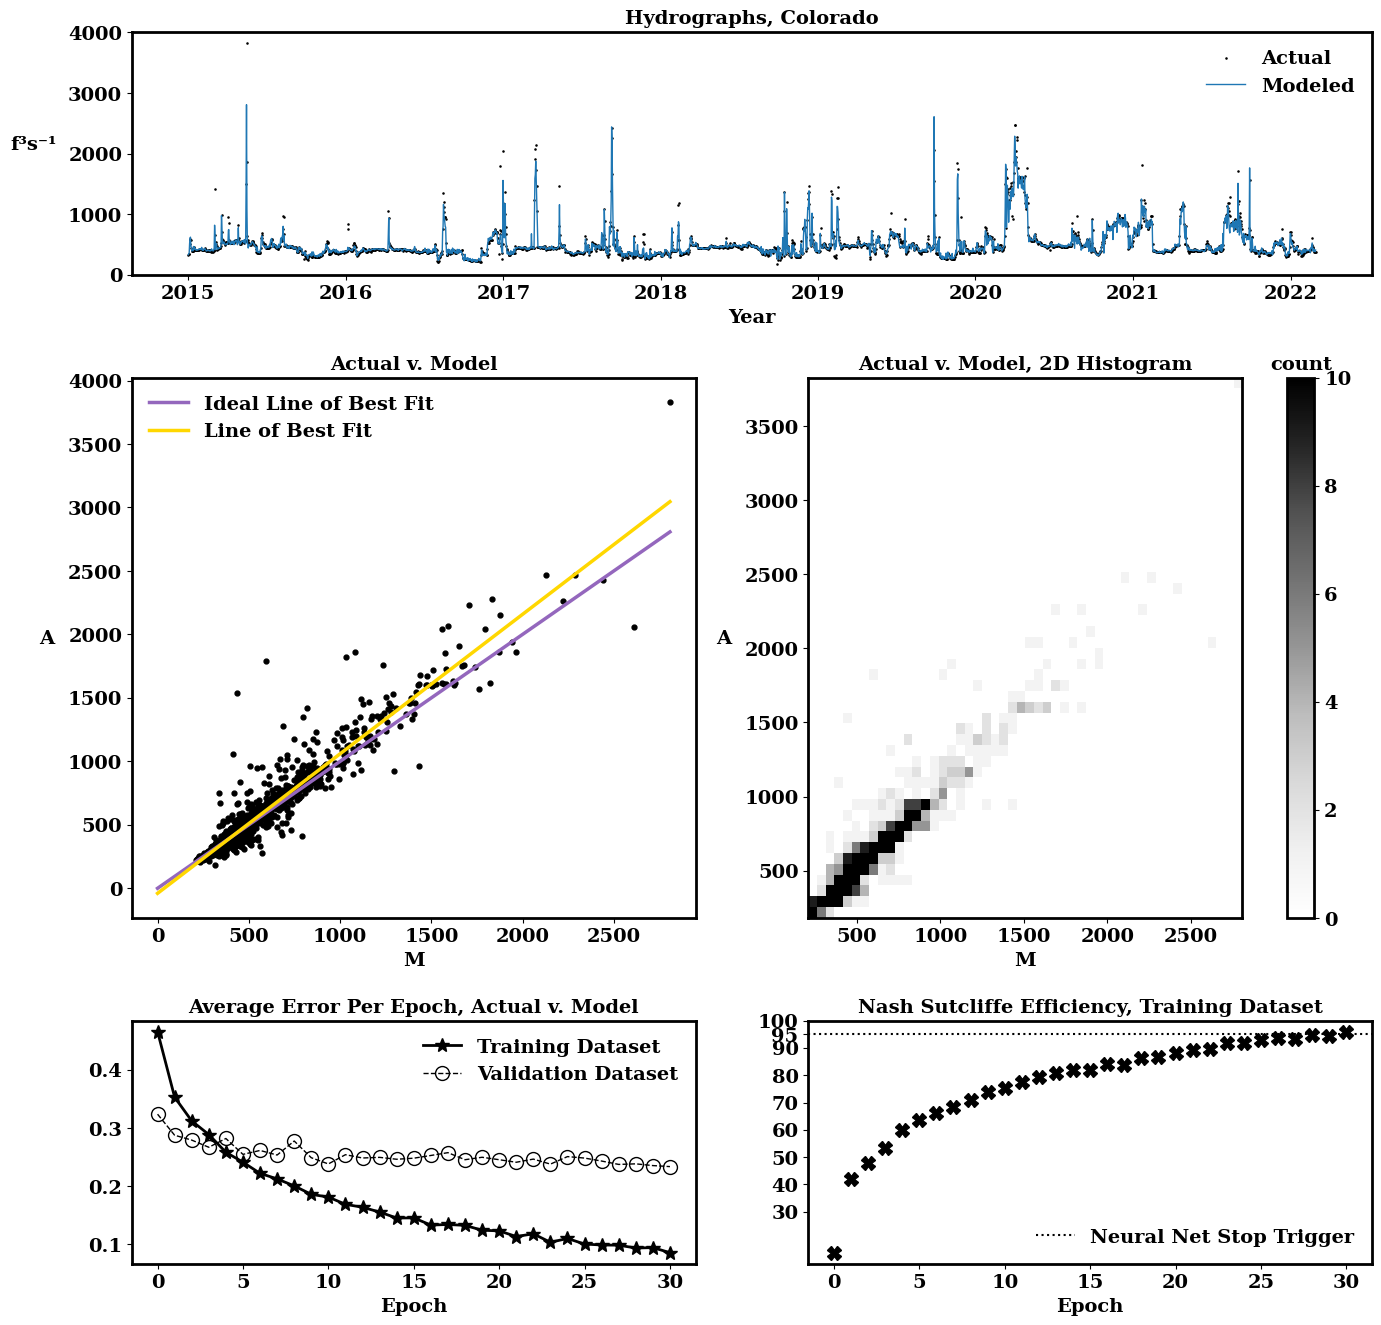 Hydrographs, Colorado
4000
3000
f³s⁻¹
2000
1000
0
Actual
Modeled
2015 2016 2017 2018 2019 2020 2021 2022
Year
Actual v. Model
4000
3500
3000
2500
2000
A
1500
1000
500
0
Ideal Line of Best Fit
Line of Best Fit
0 500 1000 1500 2000 2500
M
Actual v. Model, 2D Histogram
3500
3000
2500
2000
A
1500
1000
500
500 1000 1500 2000 2500
M
count
10
8
6
4
2
0
Average Error Per Epoch, Actual v. Model
0.4
0.3
0.2
0.1
Training Dataset
Validation Dataset
0 5 10 15 20 25 30
Epoch
Nash Sutcliffe Efficiency, Training Dataset
100
95
90
80
70
60
50
40
30
Neural Net Stop Trigger
0 5 10 15 20 25 30
Epoch